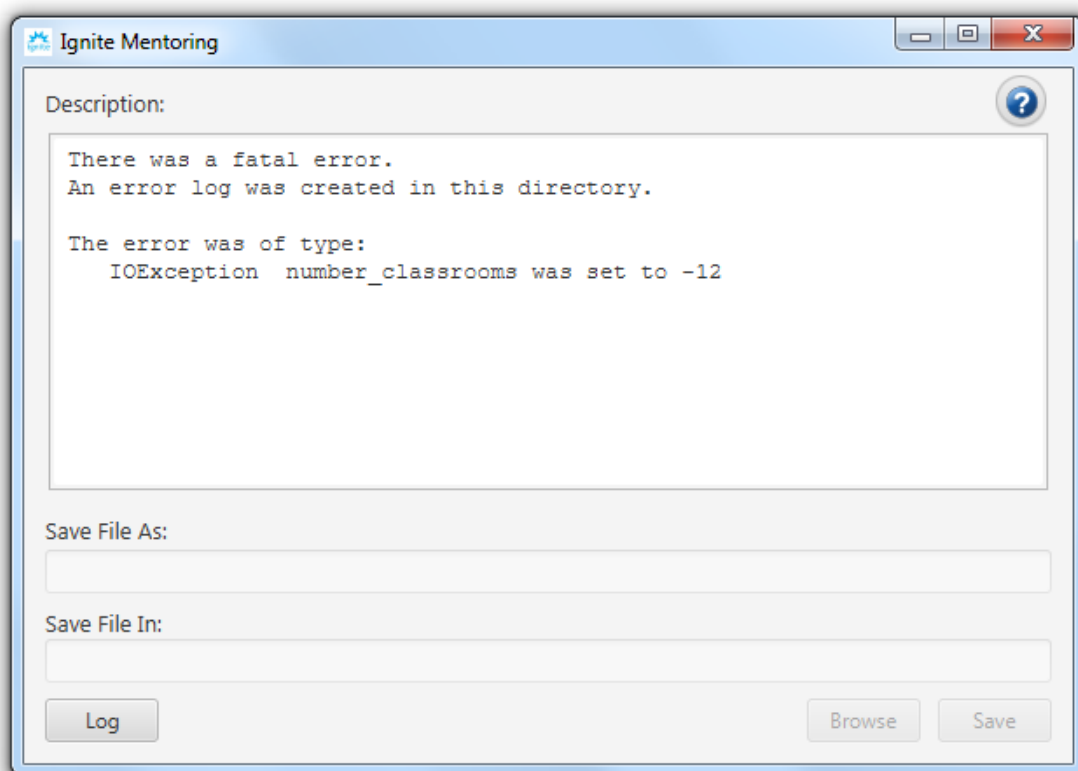 Ignite Mentoring
Description:
There was a fatal error.
An error log was created in this directory.
The error was of type:
IOException  number_classrooms was set to -12
Save File As:
Save File In:
Log
Browse
Save